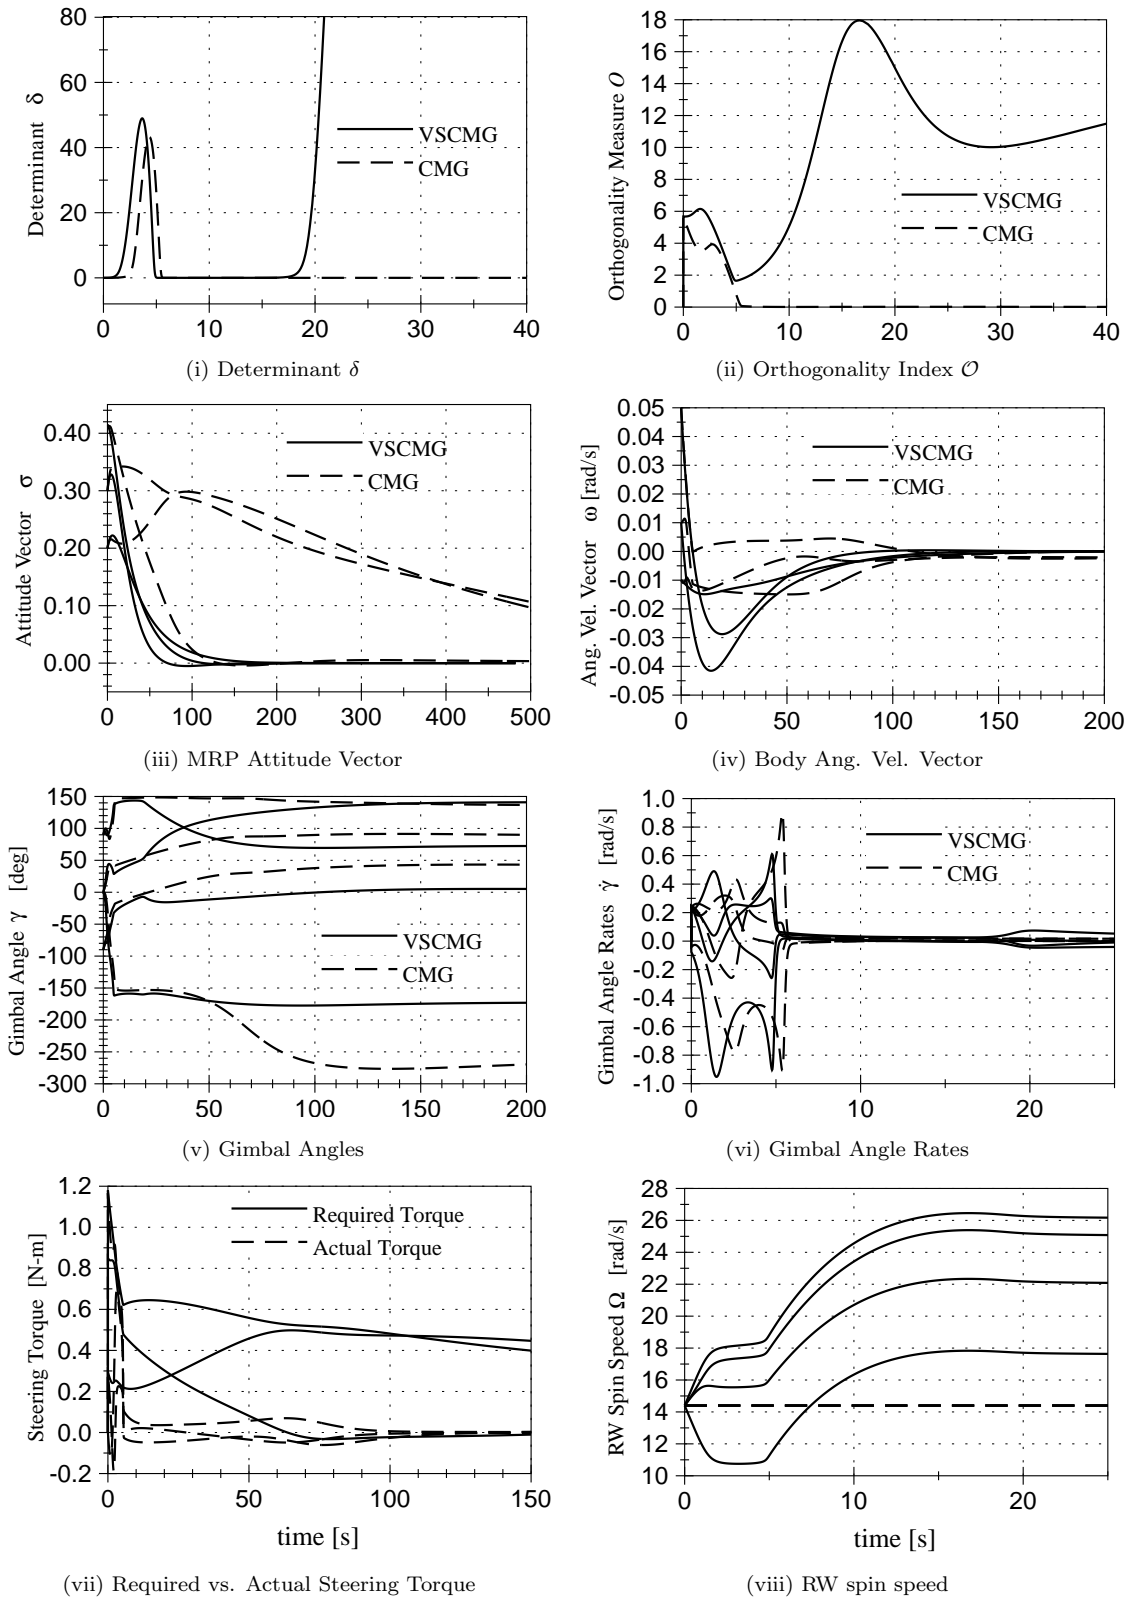 80
60
40
20
0
0 10 20 30 40
Determinant δ
VSCMG
CMG
(i) Determinant δ
18
16
14
12
10
8
6
4
2
0
0 10 20 30 40
Orthogonality Measure O
VSCMG
CMG
(ii) Orthogonality Index 𝒪
0.40
0.30
0.20
0.10
0.00
0 100 200 300 400 500
Attitude Vector σ
VSCMG
CMG
(iii) MRP Attitude Vector
0.05
0.04
0.03
0.02
0.01
0.00
-0.01
-0.02
-0.03
-0.04
-0.05
0 50 100 150 200
Ang. Vel. Vector ω [rad/s]
VSCMG
CMG
(iv) Body Ang. Vel. Vector
150
100
50
0
-50
-100
-150
-200
-250
-300
0 50 100 150 200
Gimbal Angle γ [deg]
VSCMG
CMG
(v) Gimbal Angles
1.0
0.8
0.6
0.4
0.2
0.0
-0.2
-0.4
-0.6
-0.8
-1.0
0 10 20
Gimbal Angle Rates γ̇ [rad/s]
VSCMG
CMG
(vi) Gimbal Angle Rates
1.2
1.0
0.8
0.6
0.4
0.2
0.0
-0.2
0 50 100 150
Steering Torque [N-m]
Required Torque
Actual Torque
time [s]
(vii) Required vs. Actual Steering Torque
28
26
24
22
20
18
16
14
12
10
0 10 20
RW Spin Speed Ω [rad/s]
time [s]
(viii) RW spin speed